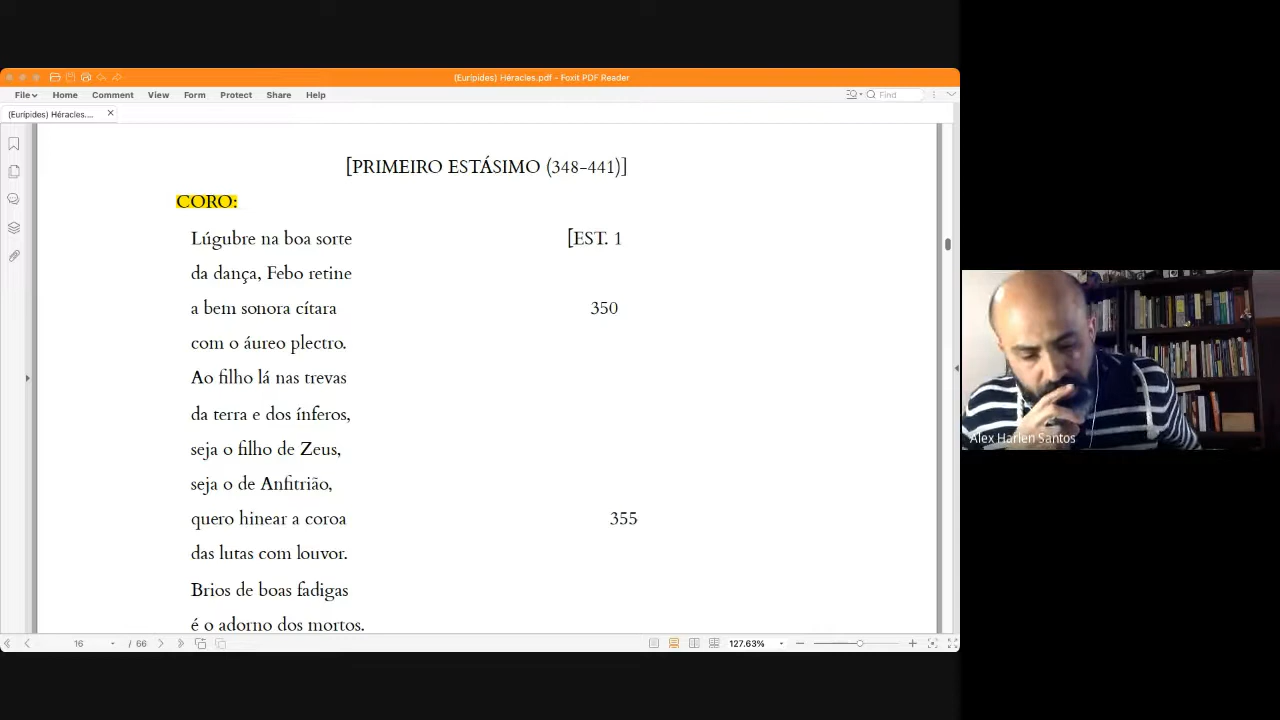 (Eurípides) Héracles.pdf - Foxit PDF Reader
File Home Comment View Form Protect Share Help
Find
(Eurípides) Héracles....
[PRIMEIRO ESTÁSIMO (348-441)]
CORO:
Lúgubre na boa sorte [EST. 1
da dança, Febo retine
a bem sonora cítara 350
com o áureo plectro.
Ao filho lá nas trevas
da terra e dos ínferos,
seja o filho de Zeus,
seja o de Anfitrião,
quero hinear a coroa 355
das lutas com louvor.
Brios de boas fadigas
é o adorno dos mortos.
16 / 66
127.63%
Alex Harlen Santos